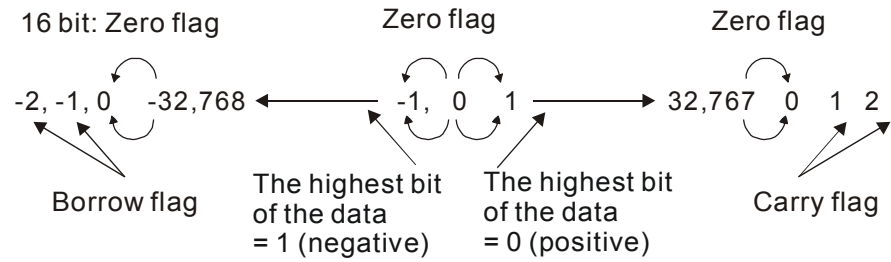 16 bit: Zero flag Zero flag Zero flag
-2, -1, 0 -32,768 -1, 0 1 32,767 0 1 2
Borrow flag
The highest bit
of the data
= 1 (negative)
The highest bit
of the data
= 0 (positive)
Carry flag